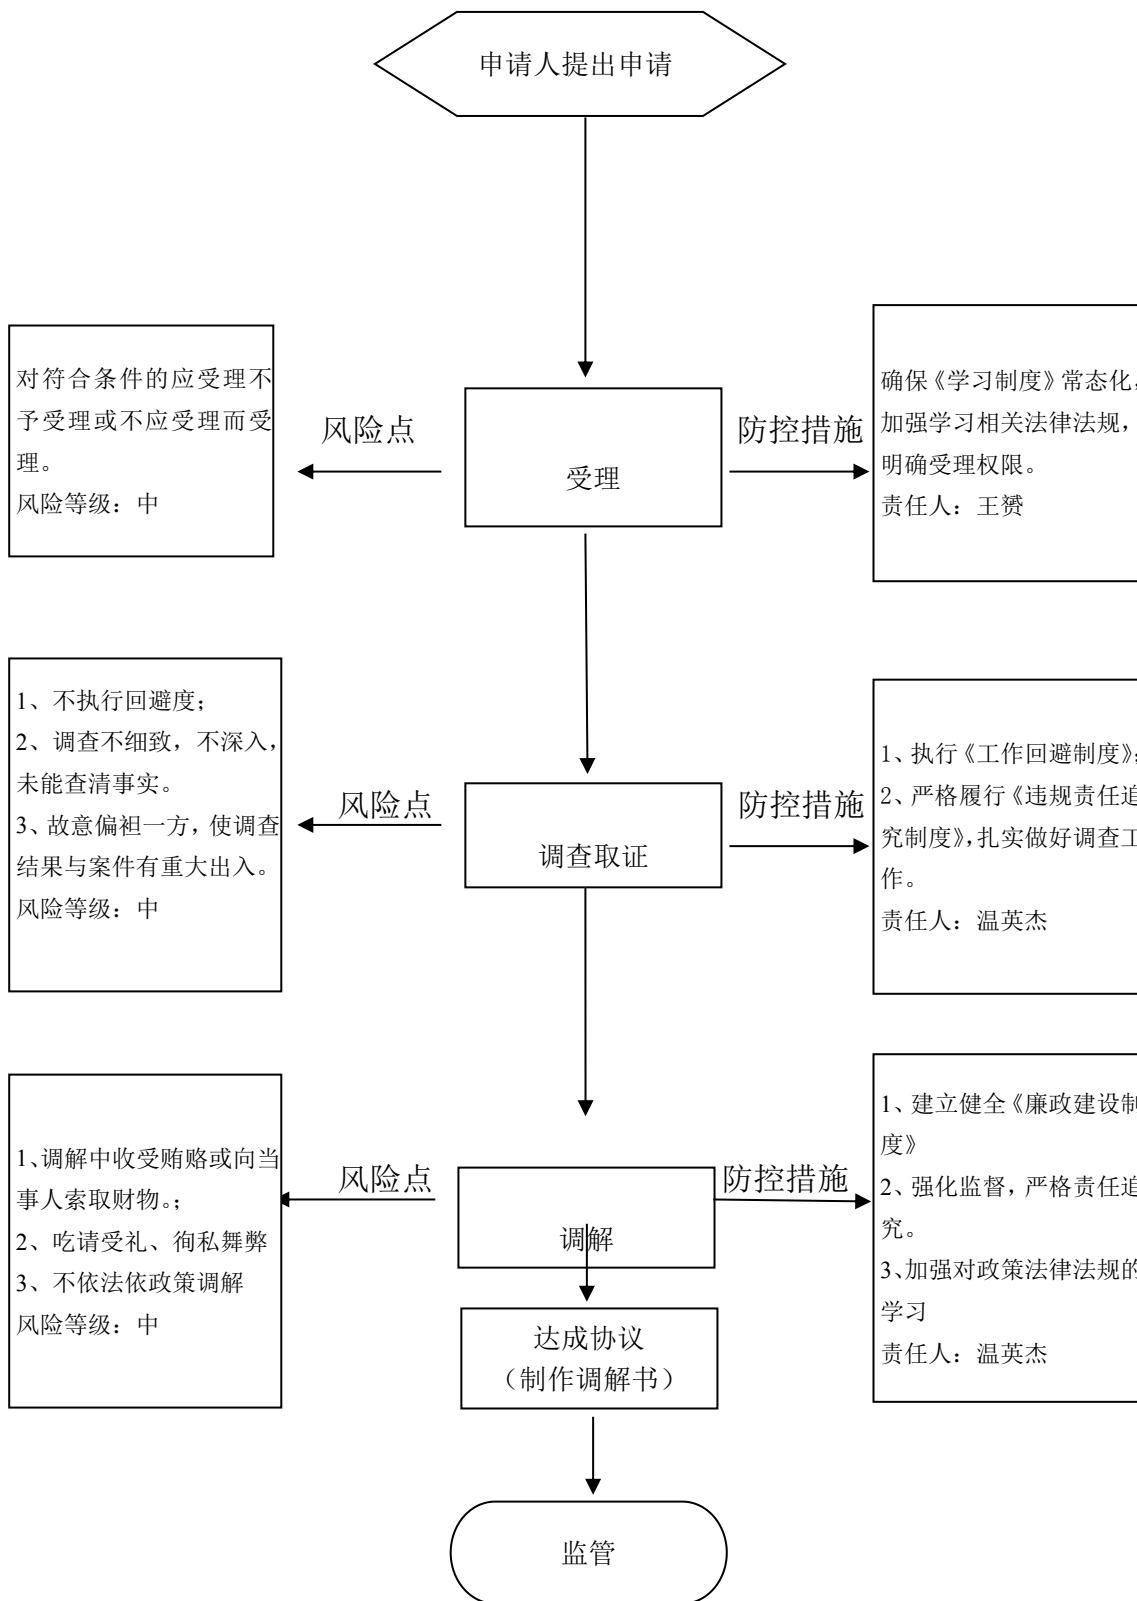 申请人提出申请
对符合条件的应受理不
予受理或不应受理而受
理。
风险等级：中
风险点
受理
防控措施
确保《学习制度》常态化，
加强学习相关法律法规，
明确受理权限。
责任人：王赟
1、不执行回避度；
2、调查不细致，不深入，
未能查清事实。
3、故意偏袒一方，使调查
结果与案件有重大出入。
风险等级：中
风险点
调查取证
防控措施
1、执行《工作回避制度》；
2、严格履行《违规责任追
究制度》，扎实做好调查工
作。
责任人：温英杰
1、调解中收受贿赂或向当
事人索取财物。；
2、吃请受礼、徇私舞弊
3、不依法依政策调解
风险等级：中
风险点
调解
防控措施
1、建立健全《廉政建设制
度》
2、强化监督，严格责任追
究。
3、加强对政策法律法规的
学习
责任人：温英杰
达成协议
（制作调解书）
监管